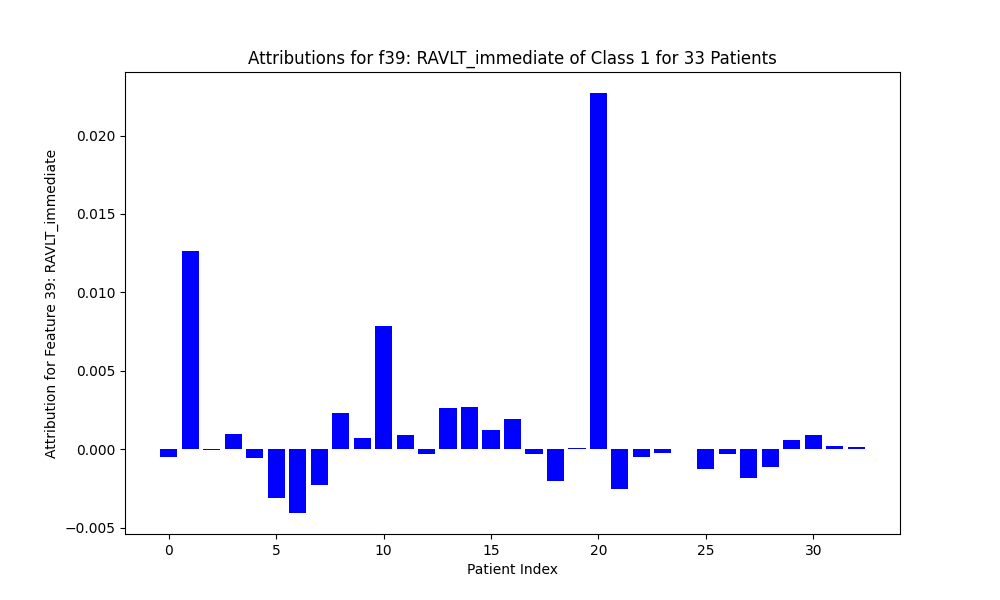 Attributions for f39: RAVLT_immediate of Class 1 for 33 Patients
Attribution for Feature 39: RAVLT_immediate
0.020
0.015
0.010
0.005
0.000
−0.005
0 5 10 15 20 25 30
Patient Index